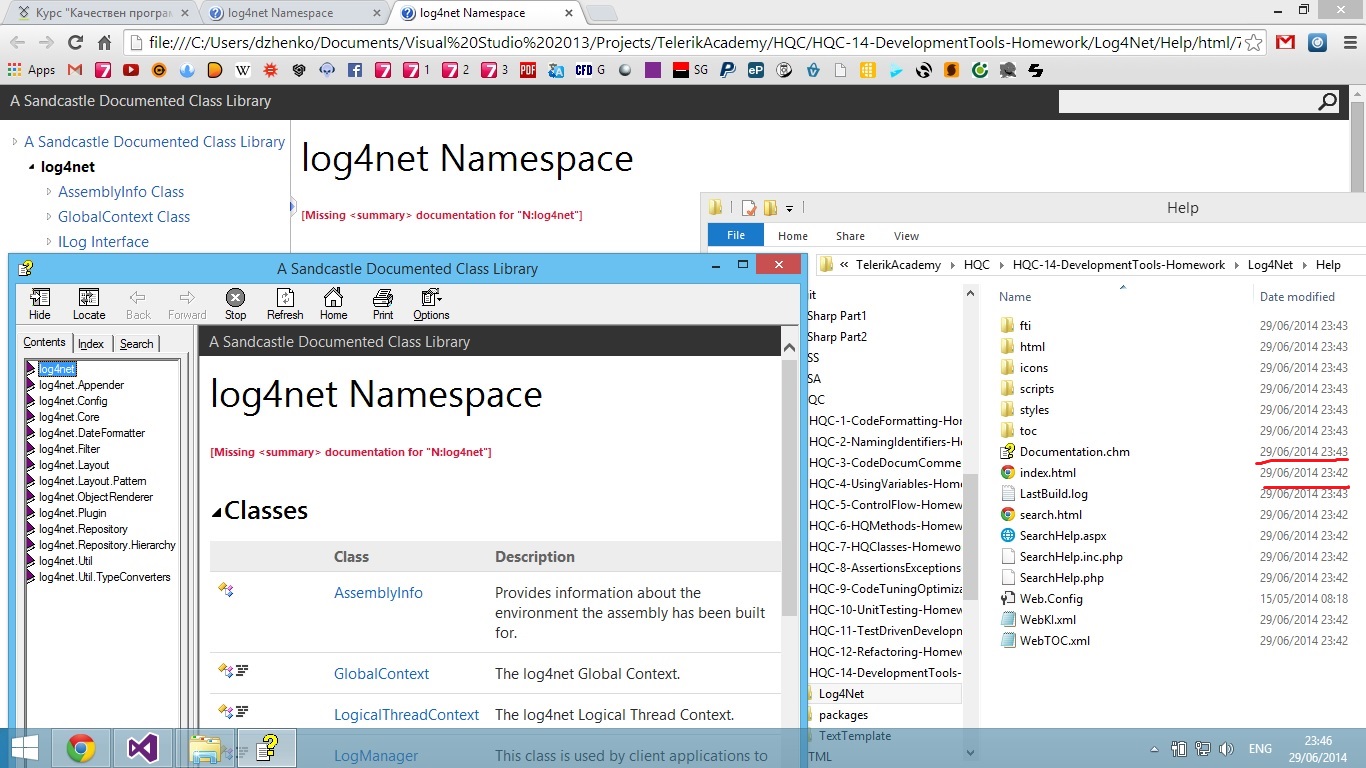 Курс "Качествен програм
log4net Namespace
log4net Namespace
file:///C:/Users/dzhenko/Documents/Visual%20Studio%202013/Projects/TelerikAcademy/HQC/HQC-14-DevelopmentTools-Homework/Log4Net/Help/html/7
Apps
7
7 1
7 2
7 3
PDF
CFD G
SG
eP
A Sandcastle Documented Class Library
A Sandcastle Documented Class Library
log4net
AssemblyInfo Class
GlobalContext Class
ILog Interface
log4net Namespace
[Missing <summary> documentation for "N:log4net"]
Help
File
Home
Share
View
« TelerikAcademy HQC HQC-14-DevelopmentTools-Homework Log4Net Help
it
Sharp Part1
Sharp Part2
SS
SA
QC
HQC-1-CodeFormatting-Hor
HQC-2-NamingIdentifiers-Ho
HQC-3-CodeDocumComme
HQC-4-UsingVariables-Home
HQC-5-ControlFlow-Homew
HQC-6-HQMethods-Homew
HQC-7-HQClasses-Homewo
HQC-8-AssertionsExceptions-
HQC-9-CodeTuningOptimiza
HQC-10-UnitTesting-Homew
HQC-11-TestDrivenDevelopn
HQC-12-Refactoring-Homew
HQC-14-DevelopmentTools-
Log4Net
packages
TextTemplate
TML
Name Date modified
fti 29/06/2014 23:43
html 29/06/2014 23:43
icons 29/06/2014 23:43
scripts 29/06/2014 23:43
styles 29/06/2014 23:43
toc 29/06/2014 23:43
Documentation.chm 29/06/2014 23:43
index.html 29/06/2014 23:42
LastBuild.log 29/06/2014 23:43
search.html 29/06/2014 23:42
SearchHelp.aspx 29/06/2014 23:42
SearchHelp.inc.php 29/06/2014 23:42
SearchHelp.php 29/06/2014 23:42
Web.Config 15/05/2014 08:18
WebKI.xml 29/06/2014 23:42
WebTOC.xml 29/06/2014 23:42
A Sandcastle Documented Class Library
Hide Locate Back Forward Stop Refresh Home Print Options
Contents Index Search
log4net
log4net.Appender
log4net.Config
log4net.Core
log4net.DateFormatter
log4net.Filter
log4net.Layout
log4net.Layout.Pattern
log4net.ObjectRenderer
log4net.Plugin
log4net.Repository
log4net.Repository.Hierarchy
log4net.Util
log4net.Util.TypeConverters
A Sandcastle Documented Class Library
log4net Namespace
[Missing <summary> documentation for "N:log4net"]
Classes
Class Description
AssemblyInfo Provides information about the
environment the assembly has been built
for.
GlobalContext The log4net Global Context.
LogicalThreadContext The log4net Logical Thread Context.
LogManager This class is used by client applications to
ENG
23:46
29/06/2014